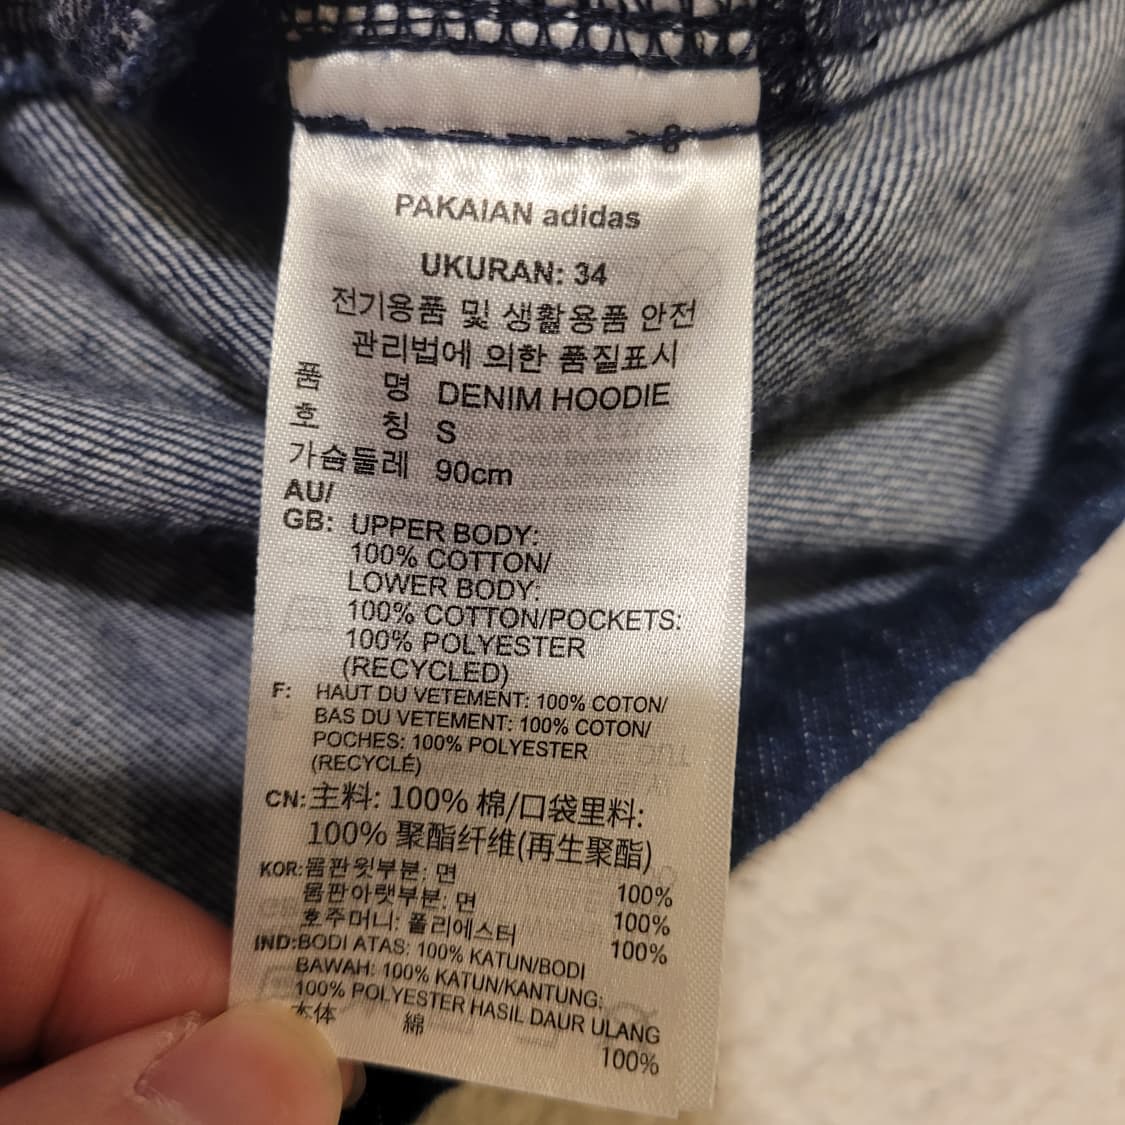 PAKAIAN adidas
UKURAN: 34
전기용품 및 생활용품 안전
관리법에 의한 품질표시
품 명 DENIM HOODIE
호 칭 S
가슴둘레 90cm
AU/
GB: UPPER BODY:
100% COTTON/
LOWER BODY:
100% COTTON/POCKETS:
100% POLYESTER
(RECYCLED)
F: HAUT DU VETEMENT: 100% COTON/
BAS DU VETEMENT: 100% COTON/
POCHES: 100% POLYESTER
(RECYCLÉ)
CN: 主料: 100% 棉/口袋里料:
100% 聚酯纤维(再生聚酯)
KOR: 몸판윗부분: 면 100%
몸판아랫부분: 면 100%
호주머니: 폴리에스터 100%
IND: BODI ATAS: 100% KATUN/BODI
BAWAH: 100% KATUN/KANTUNG:
100% POLYESTER HASIL DAUR ULANG
本体 綿 100%